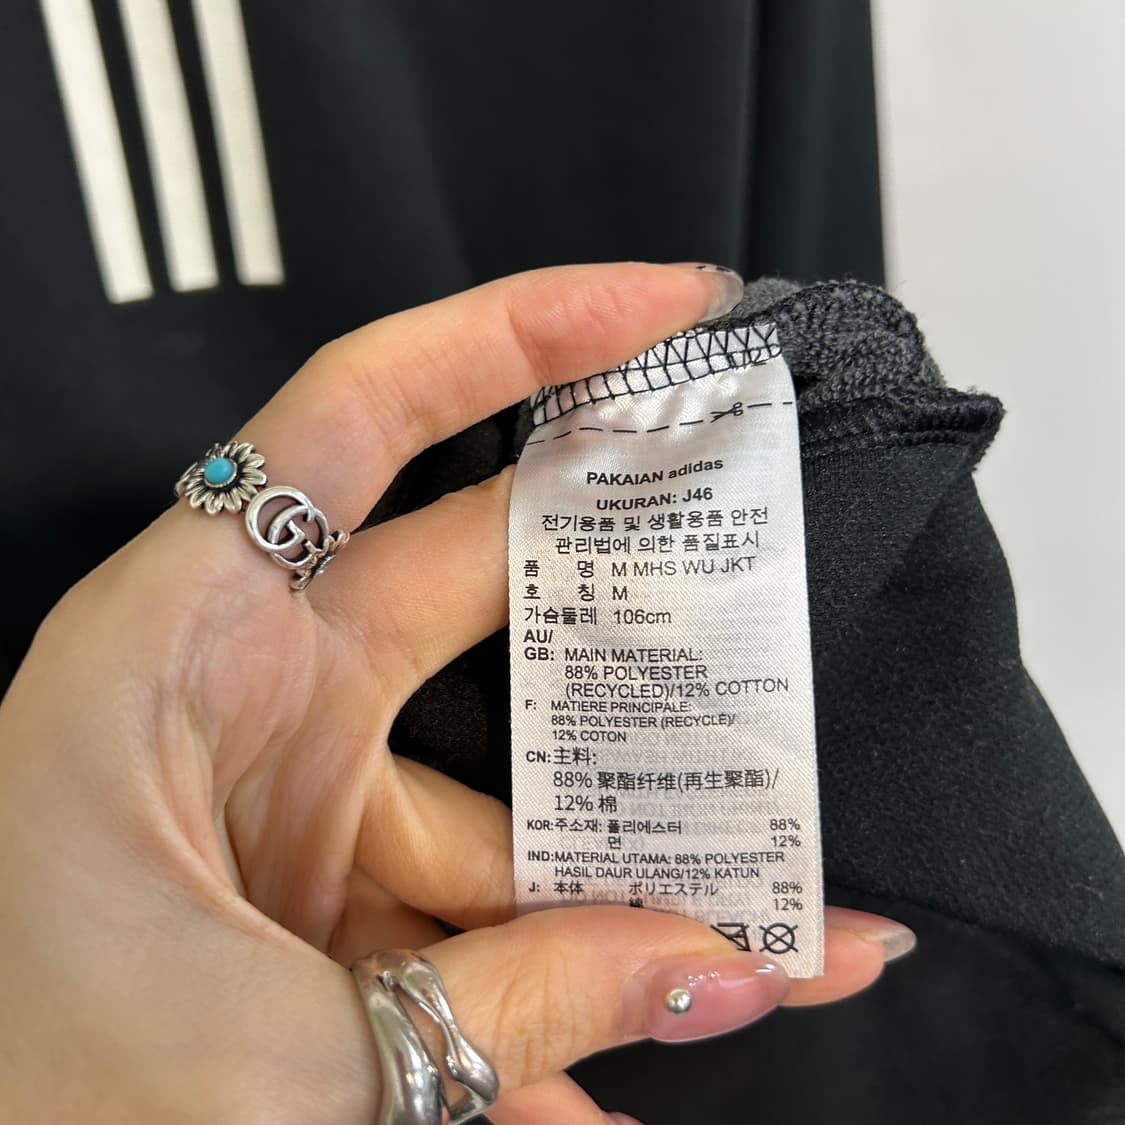 PAKAIAN adidas
UKURAN: J46
전기용품 및 생활용품 안전
관리법에 의한 품질표시
품 명 M MHS WU JKT
호 칭 M
가슴둘레 106cm
AU/
GB: MAIN MATERIAL:
88% POLYESTER
(RECYCLED)/12% COTTON
F: MATIERE PRINCIPALE:
88% POLYESTER (RECYCLÉ)/
12% COTON
CN:主料:
88% 聚酯纤维(再生聚酯)/
12% 棉
KOR:주소재: 폴리에스터 88%
면 12%
IND:MATERIAL UTAMA: 88% POLYESTER
HASIL DAUR ULANG/12% KATUN
J: 本体 ポリエステル 88%
綿 12%